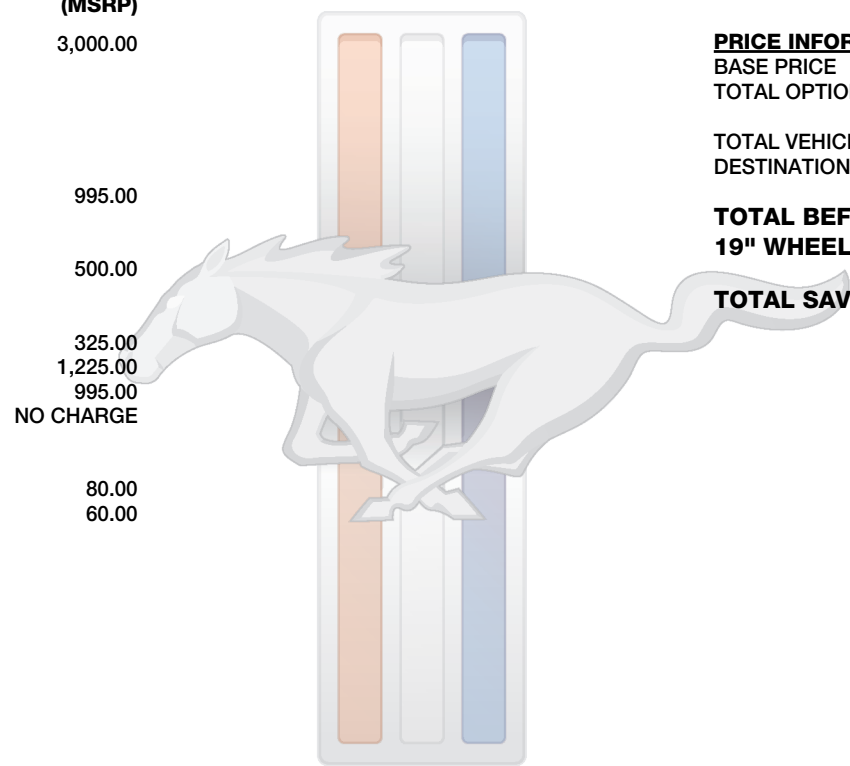 (MSRP)
3,000.00
995.00
500.00
325.00
1,225.00
995.00
NO CHARGE
80.00
60.00
PRICE INFOR
BASE PRICE
TOTAL OPTIO
TOTAL VEHIC
DESTINATION
TOTAL BEF
19" WHEEL
TOTAL SAV